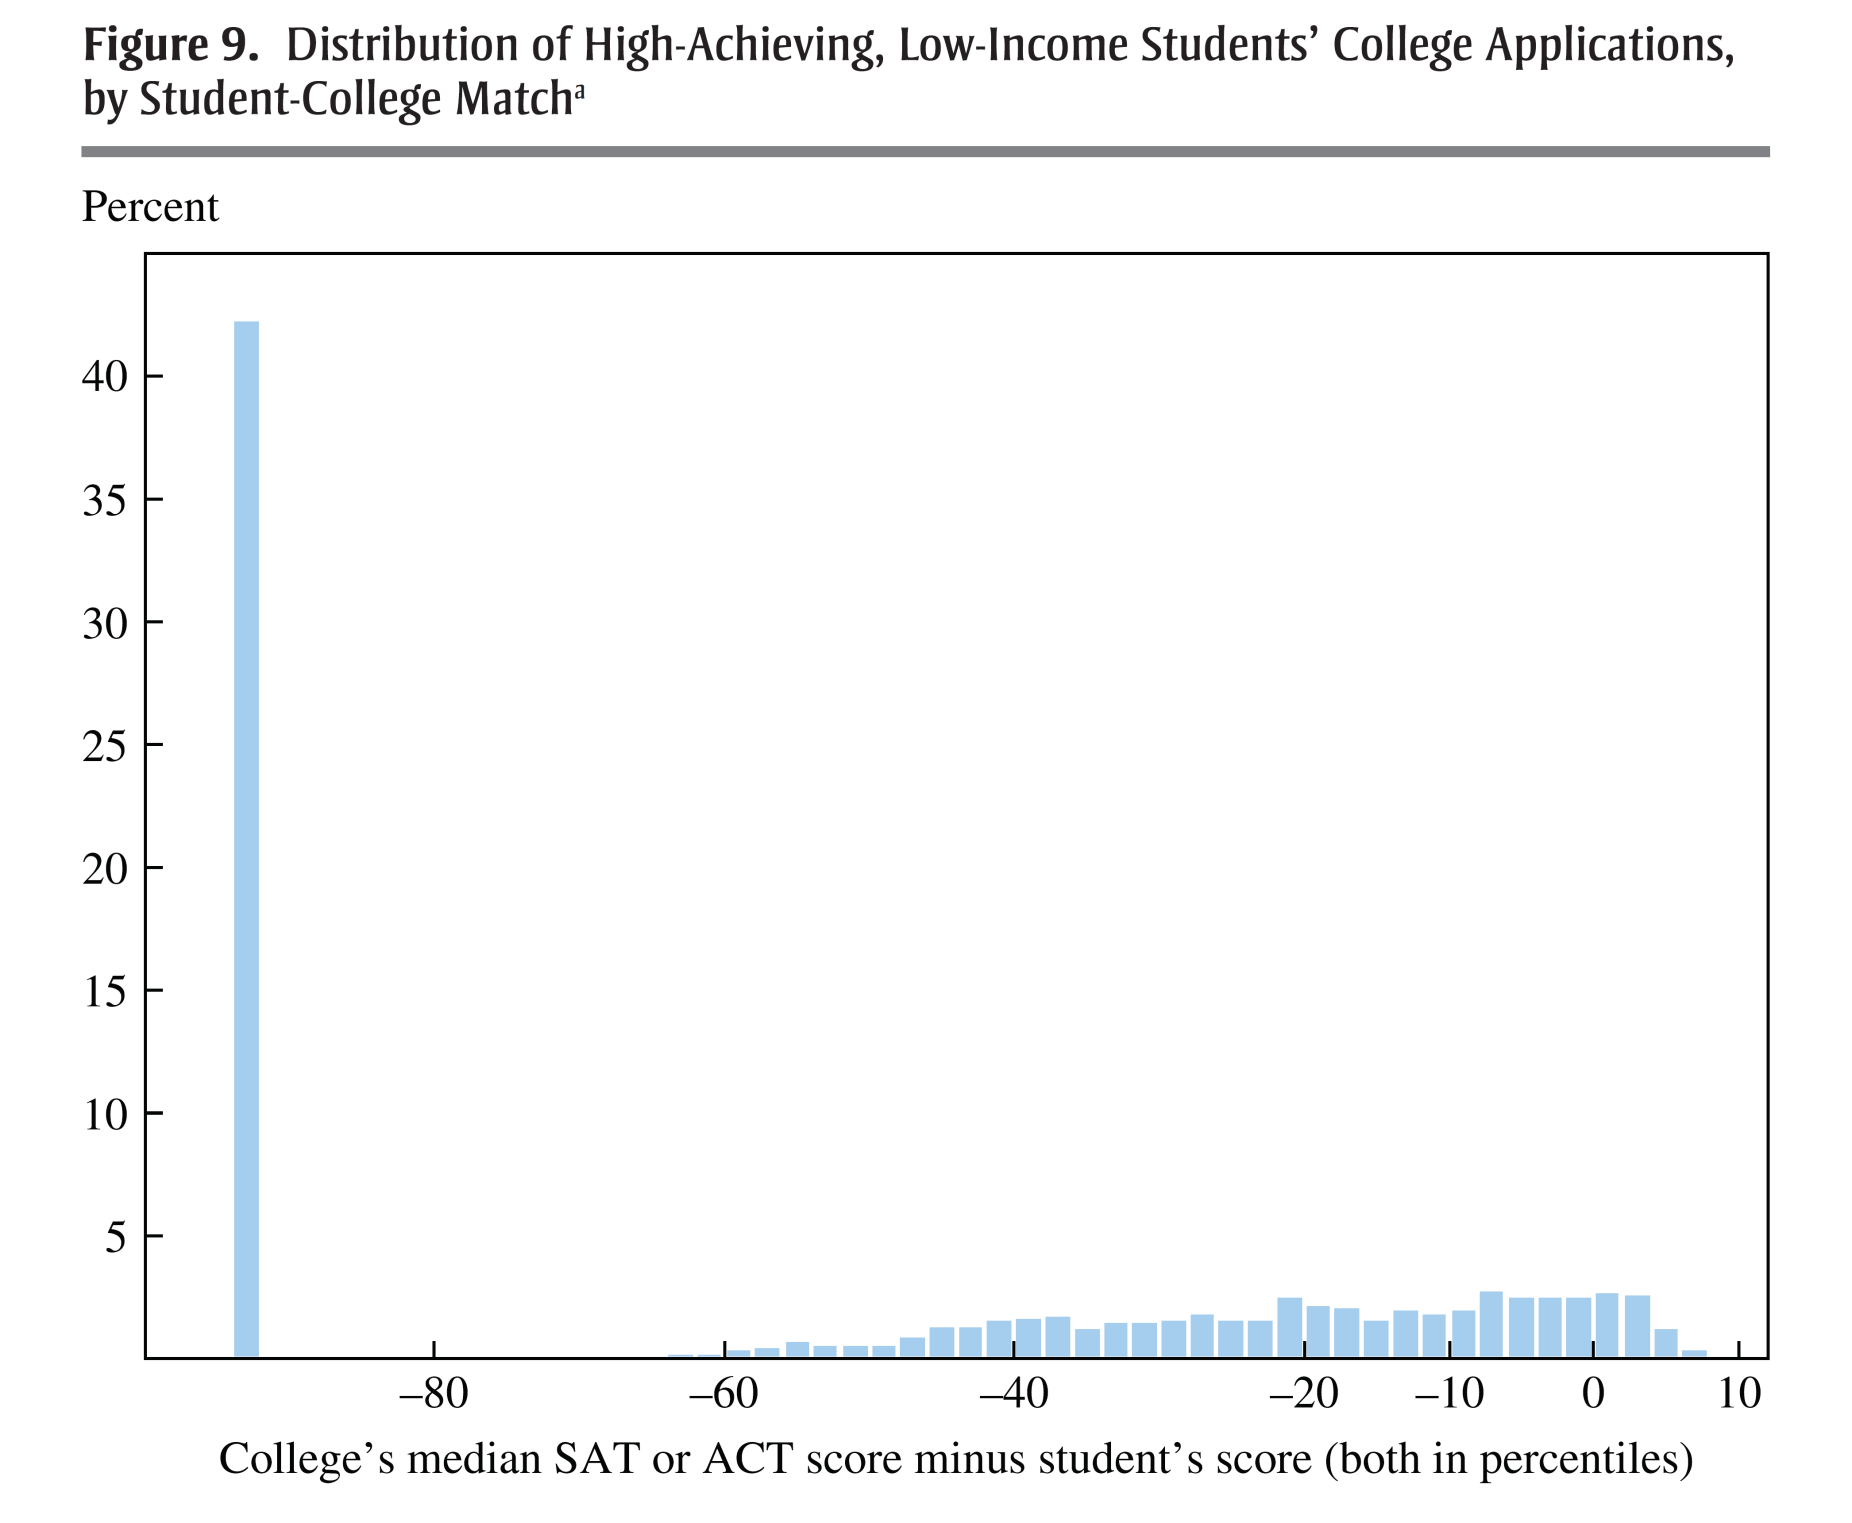 Figure 9. Distribution of High-Achieving, Low-Income Students’ College Applications,
by Student-College Matchᵃ
Percent
40
35
30
25
20
15
10
5
–80 –60 –40 –20 –10 0 10
College’s median SAT or ACT score minus student’s score (both in percentiles)